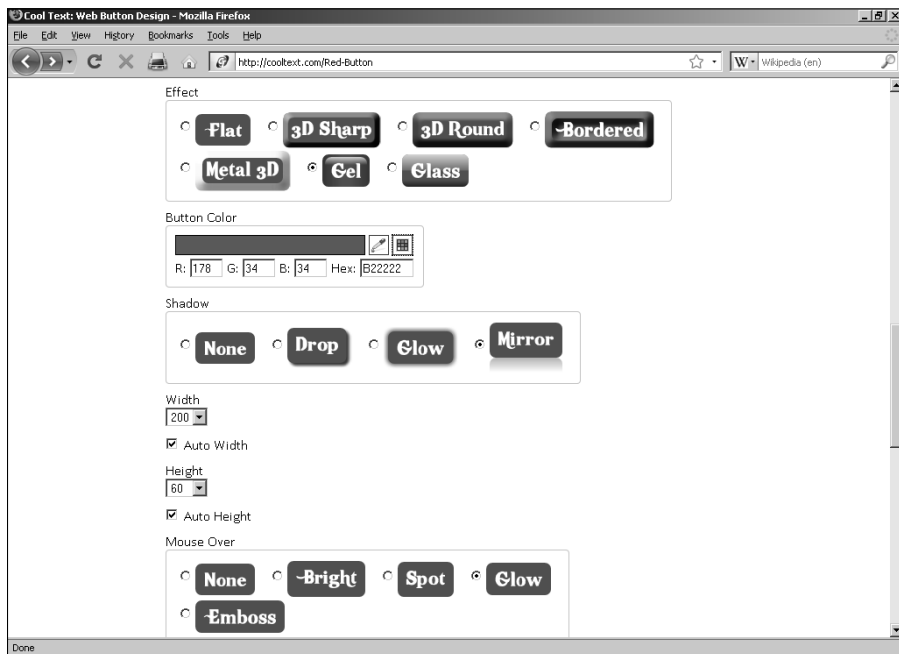 Cool Text: Web Button Design - Mozilla Firefox
File Edit View History Bookmarks Tools Help
http://cooltext.com/Red-Button W Wikipedia (en)
Effect
Flat 3D Sharp 3D Round Bordered
Metal 3D Gel Glass
Button Color
R: 178 G: 34 B: 34 Hex: B22222
Shadow
None Drop Glow Mirror
Width
200
Auto Width
Height
60
Auto Height
Mouse Over
None Bright Spot Glow
Emboss
Done